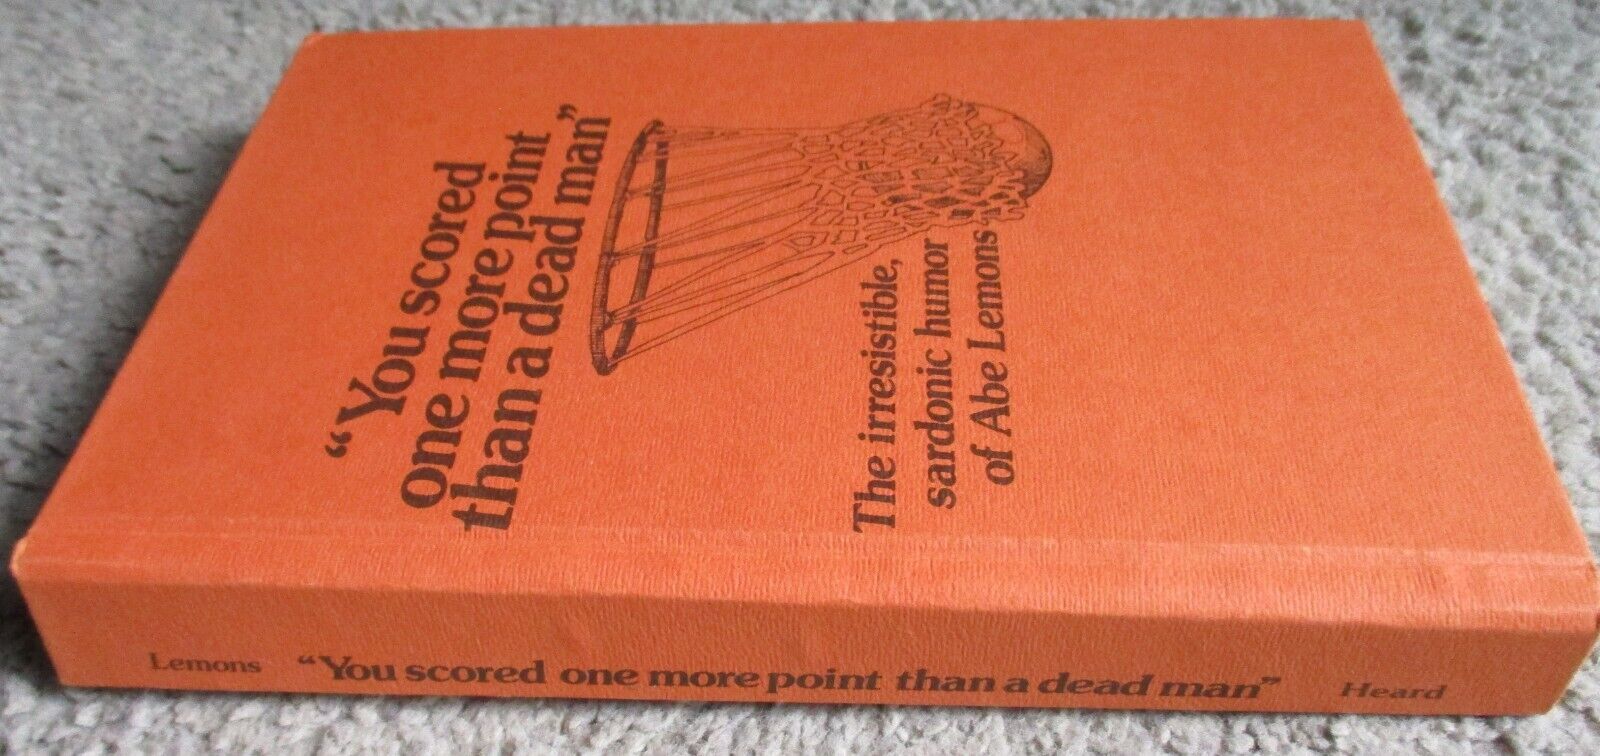 “You scored
one more point
than a dead man”
The irresistible,
sardonic humor
of Abe Lemons
Lemons “You scored one more point than a dead man” Heard